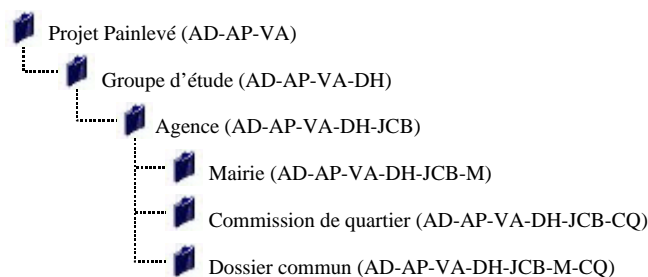 Projet Painlevé (AD-AP-VA)
Groupe d'étude (AD-AP-VA-DH)
Agence (AD-AP-VA-DH-JCB)
Mairie (AD-AP-VA-DH-JCB-M)
Commission de quartier (AD-AP-VA-DH-JCB-CQ)
Dossier commun (AD-AP-VA-DH-JCB-M-CQ)